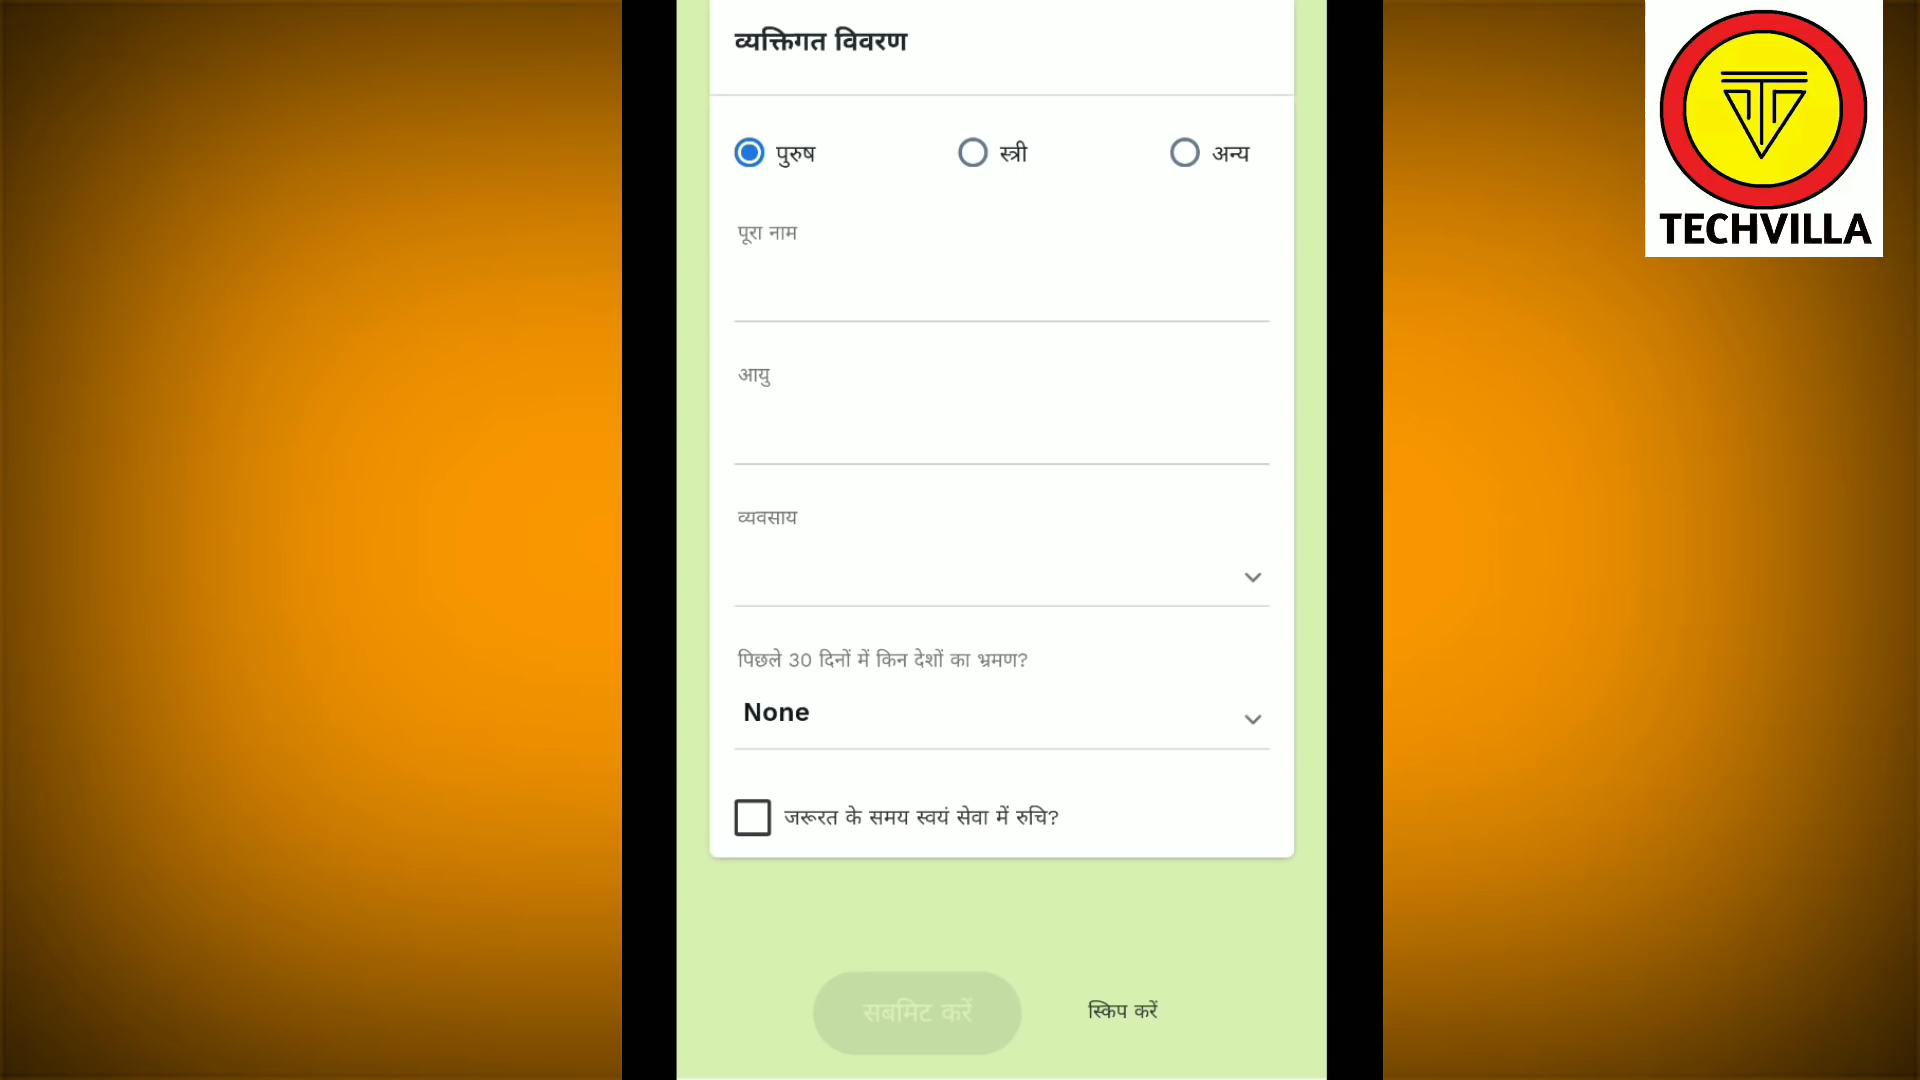 व्यक्तिगत विवरण
पुरुष स्त्री अन्य
पूरा नाम
आयु
व्यवसाय
पिछले 30 दिनों में किन देशों का भ्रमण?
None
जरूरत के समय स्वयं सेवा में रुचि?
सबमिट करें स्किप करें
TECHVILLA